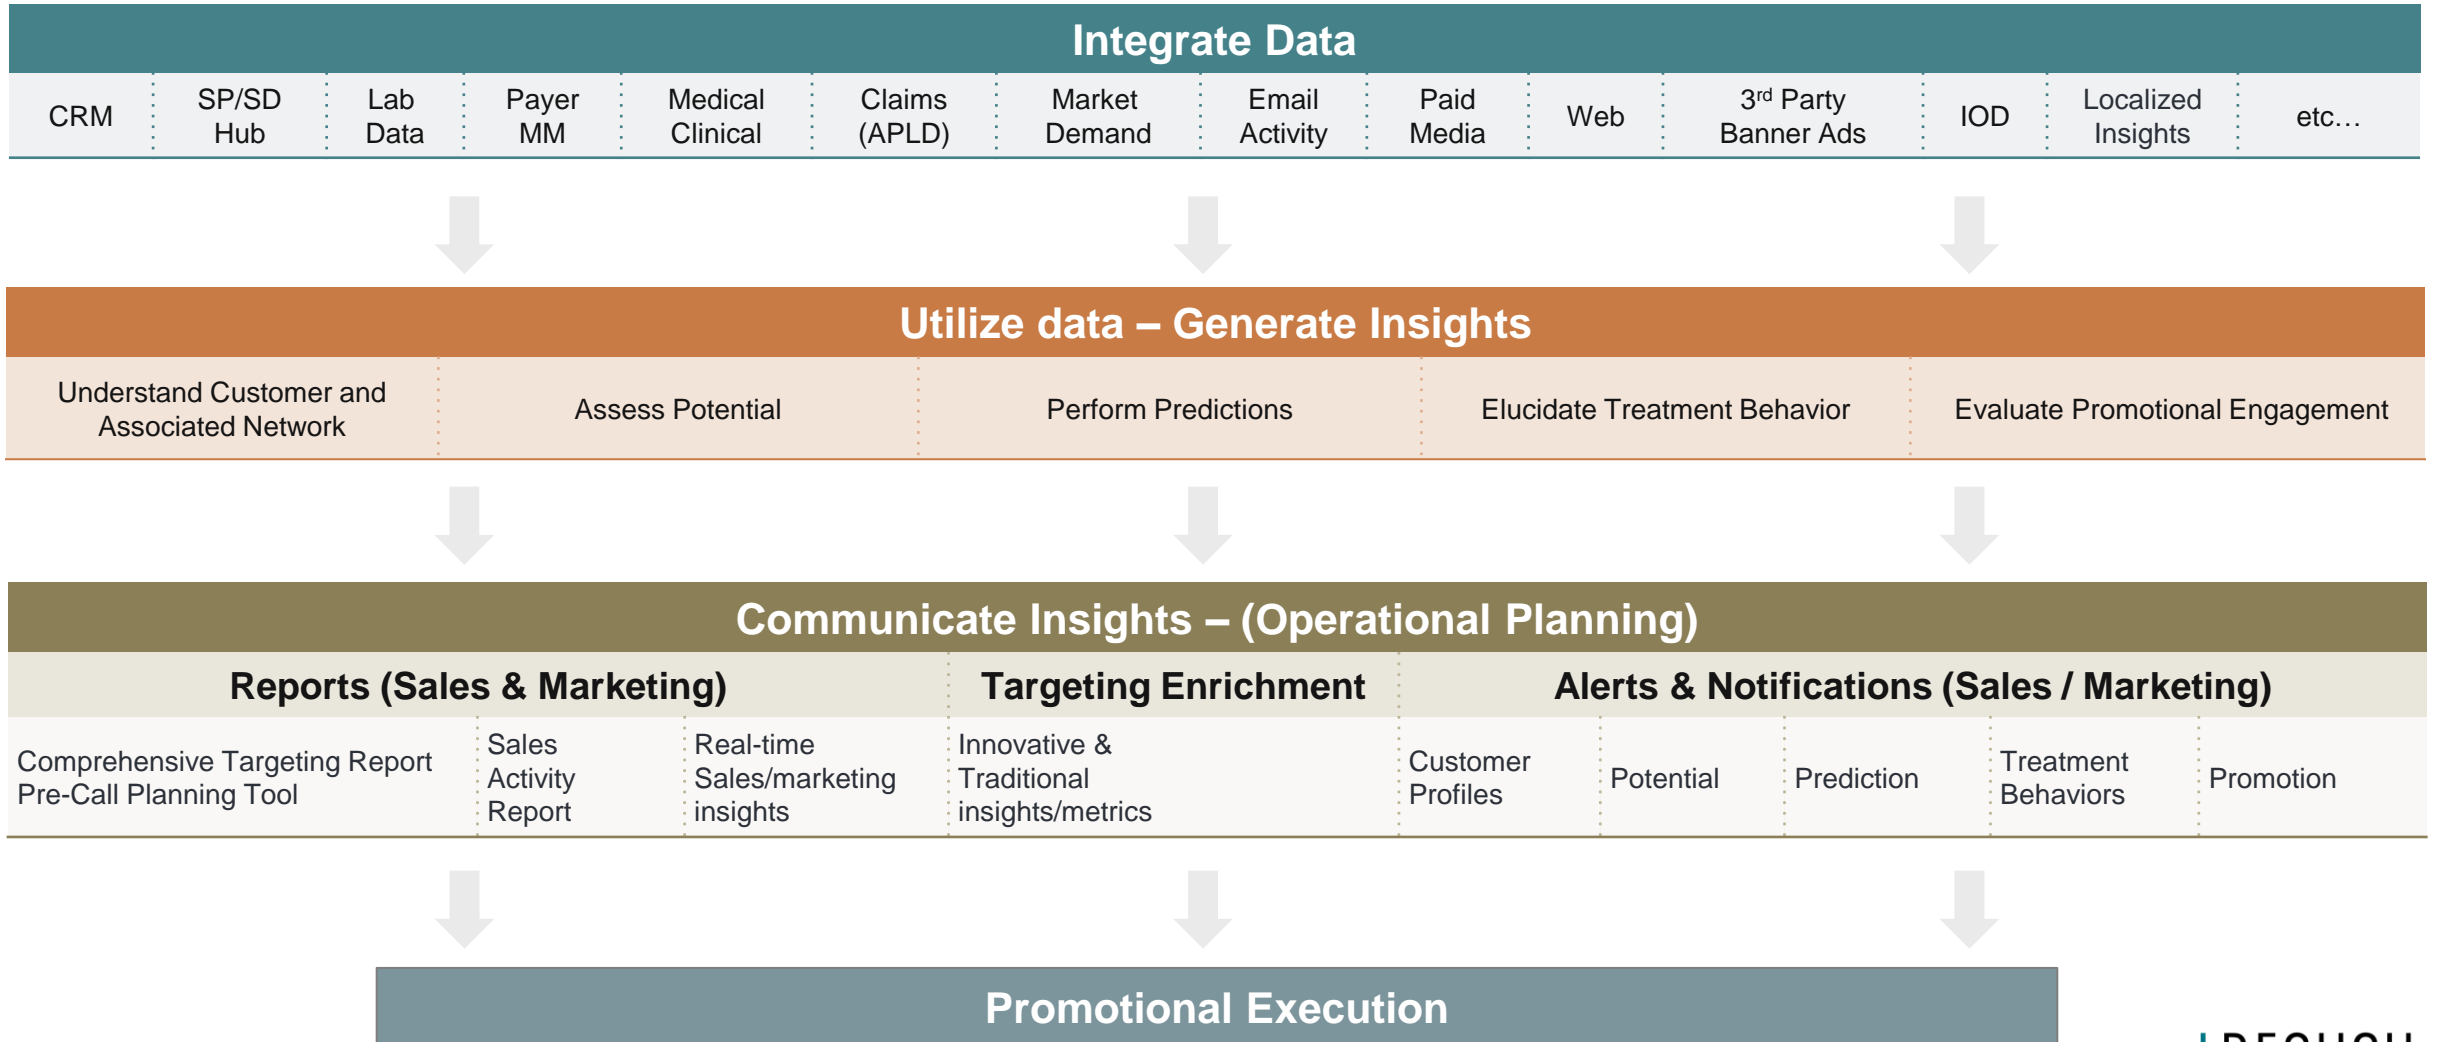 Integrate Data
CRM
SP/SD
Hub
Lab
Data
Payer
MM
Medical
Clinical
Claims
(APLD)
Market
Demand
Email
Activity
Paid
Media
Web
3rd Party
Banner Ads
IOD
Localized
Insights
etc…
Utilize data – Generate Insights
Understand Customer and
Associated Network
Assess Potential
Perform Predictions
Elucidate Treatment Behavior
Evaluate Promotional Engagement
Communicate Insights – (Operational Planning)
Reports (Sales & Marketing)
Targeting Enrichment
Alerts & Notifications (Sales / Marketing)
Comprehensive Targeting Report
Pre-Call Planning Tool
Sales
Activity
Report
Real-time
Sales/marketing
insights
Innovative &
Traditional
insights/metrics
Customer
Profiles
Potential
Prediction
Treatment
Behaviors
Promotion
Promotional Execution